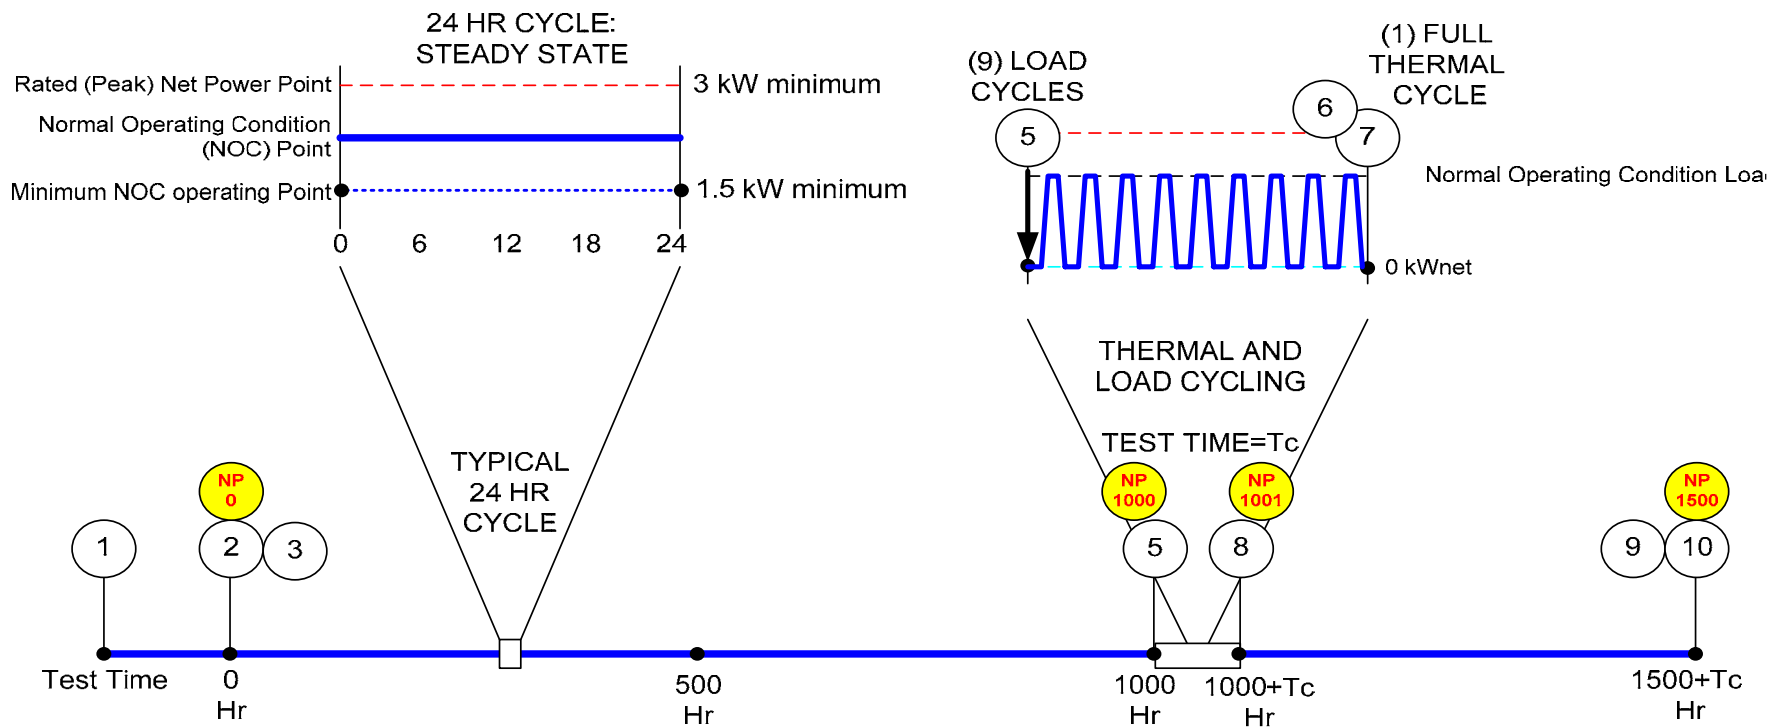 24 HR CYCLE:
STEADY STATE
Rated (Peak) Net Power Point
3 kW minimum
Normal Operating Condition
(NOC) Point
Minimum NOC operating Point
1.5 kW minimum
0 6 12 18 24
(9) LOAD
CYCLES
(1) FULL
THERMAL
CYCLE
5
6
7
Normal Operating Condition
0 kWnet
THERMAL AND
LOAD CYCLING
TEST TIME=Tc
TYPICAL
24 HR
CYCLE
NP
0
NP
1000
NP
1001
NP
1500
1
2
3
5
8
9
10
Test Time
0
Hr
500
Hr
1000
Hr
1000+Tc
Hr
1500+Tc
Hr